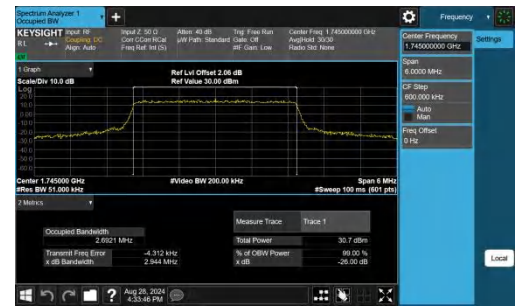 Spectrum Analyzer 1
Occupied BW
+
Frequency
KEYSIGHT
Input: RF
Coupling: DC
Align: Auto
Input Z: 50 Ω
Corr CCorr RCal
Freq Ref: Int (S)
Atten: 40 dB
µW Path: Standard
Trig: Free Run
Gate: Off
#IF Gain: Low
Center Freq: 1.745000000 GHz
Avg|Hold: 30/30
Radio Std: None
RL
Center Frequency
1.745000000 GHz
Settings
Span
6.0000 MHz
CF Step
600.000 kHz
Auto
Man
Freq Offset
0 Hz
1 Graph
Scale/Div 10.0 dB
Ref Lvl Offset 2.06 dB
Ref Value 30.00 dBm
Log
20.0
10.0
Center 1.74500 GHz
#Res BW 51.000 kHz
#Video BW 200.00 kHz
Span 6 MHz
#Sweep 100 ms (601 pts)
2 Metrics
Measure Trace
Trace 1
Occupied Bandwidth
2.6921 MHz
Total Power
30.7 dBm
Transmit Freq Error
-4.312 kHz
% of OBW Power
99.00 %
x dB Bandwidth
2.944 MHz
x dB
-26.00 dB
Local
?
Aug 28, 2024
4:33:46 PM